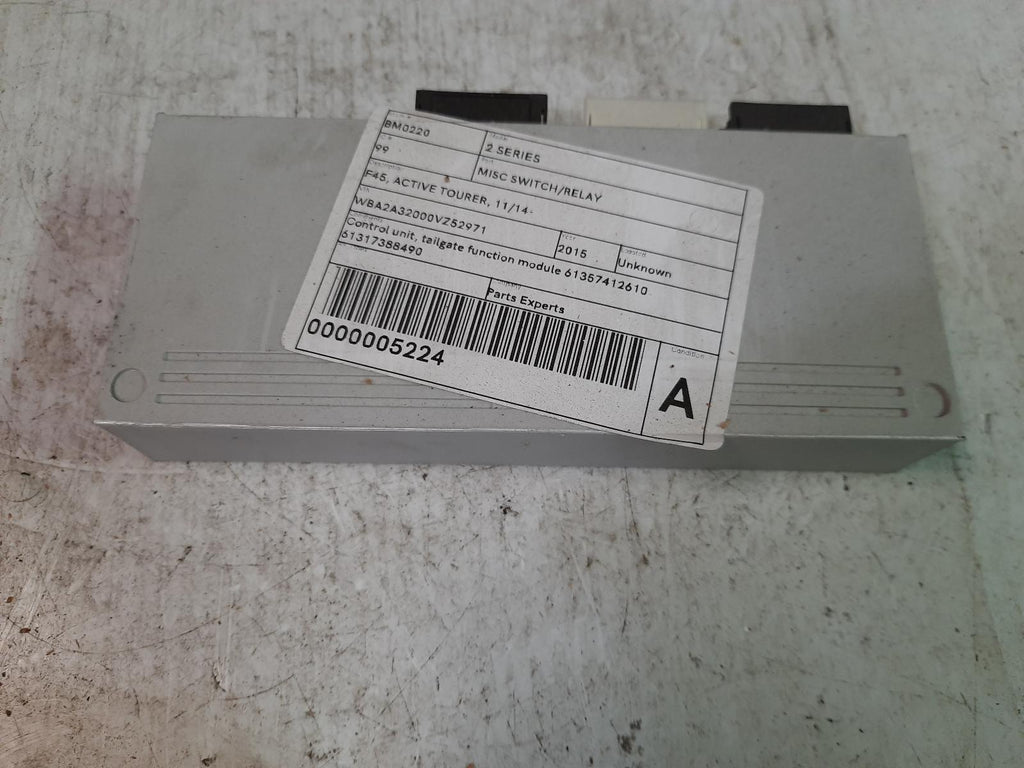 BM0220
2 SERIES
99
MISC SWITCH/RELAY
F45, ACTIVE TOURER, 11/14-
WBA2A32000VZ52971
2015
Unknown
Control unit, tailgate function module 61357412610
61317388490
Parts Experts
0000005224
Condition
A